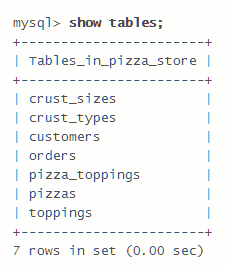 mysql> show tables;
+-----------------------+
| Tables_in_pizza_store |
+-----------------------+
| crust_sizes           |
| crust_types           |
| customers             |
| orders                |
| pizza_toppings        |
| pizzas                |
| toppings              |
+-----------------------+
7 rows in set (0.00 sec)